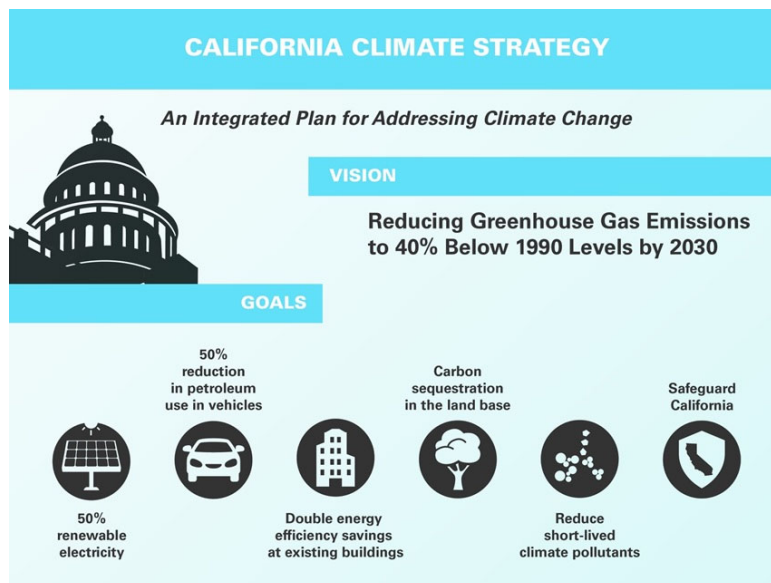 CALIFORNIA CLIMATE STRATEGY
An Integrated Plan for Addressing Climate Change
VISION
Reducing Greenhouse Gas Emissions
to 40% Below 1990 Levels by 2030
GOALS
50%
renewable
electricity
50%
reduction
in petroleum
use in vehicles
Double energy
efficiency savings
at existing buildings
Carbon
sequestration
in the land base
Reduce
short-lived
climate pollutants
Safeguard
California